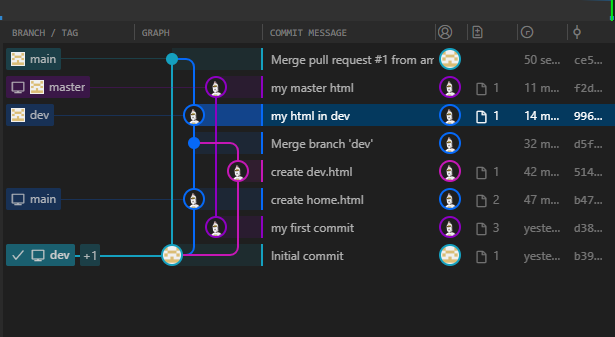 BRANCH / TAG GRAPH COMMIT MESSAGE
main Merge pull request #1 from am 50 se... ce5...
master my master html 1 11 m... f2d...
dev my html in dev 1 14 m... 996...
Merge branch 'dev' 32 m... d5f...
create dev.html 1 42 m... 514...
main create home.html 2 47 m... b47...
my first commit 3 yeste... d38...
dev +1 Initial commit 1 yeste... b39...